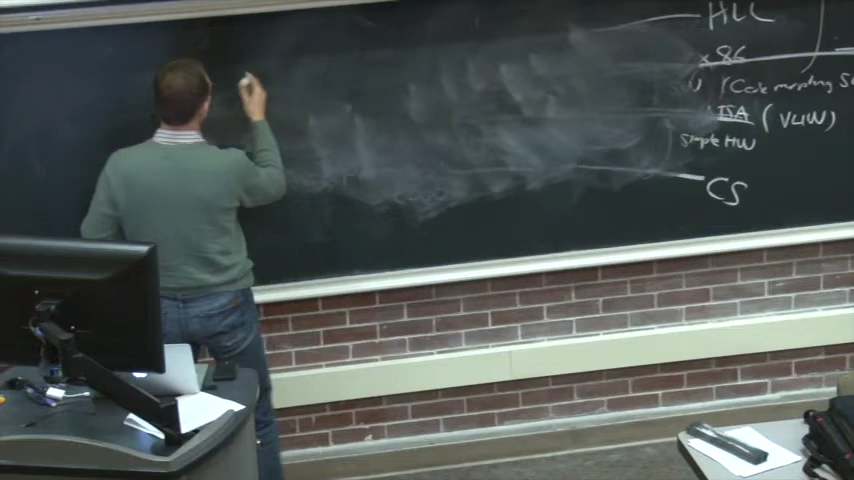 HLL
x86
(Code morphing
ISA (VLIW)
Simple HW
CS